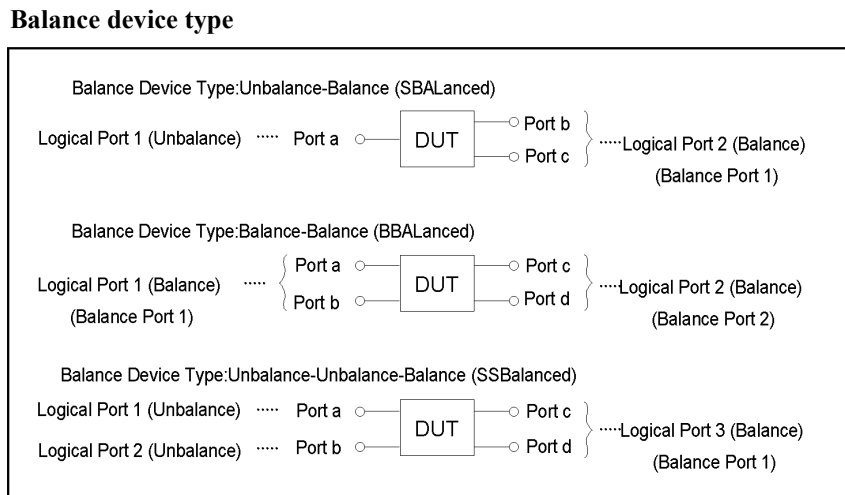 Balance device type
Balance Device Type:Unbalance-Balance (SBALanced)
Logical Port 1 (Unbalance) ····· Port a DUT Port b
Port c
·····Logical Port 2 (Balance)
(Balance Port 1)
Balance Device Type:Balance-Balance (BBALanced)
Logical Port 1 (Balance) ·····
(Balance Port 1)
Port a
Port b
DUT
Port c
Port d
·····Logical Port 2 (Balance)
(Balance Port 2)
Balance Device Type:Unbalance-Unbalance-Balance (SSBalanced)
Logical Port 1 (Unbalance) ····· Port a
Logical Port 2 (Unbalance) ····· Port b
DUT
Port c
Port d
·····Logical Port 3 (Balance)
(Balance Port 1)